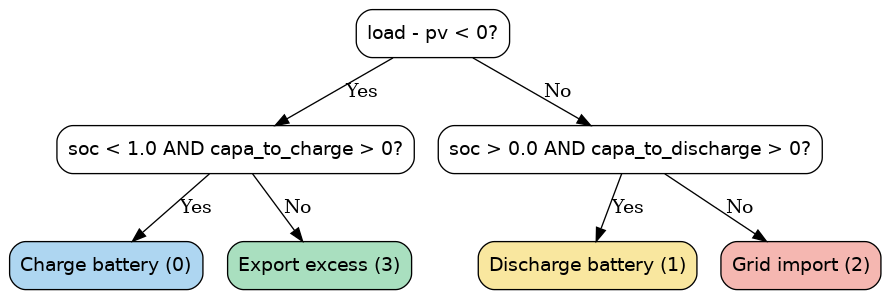 load - pv < 0?
Yes
No
soc < 1.0 AND capa_to_charge > 0?
soc > 0.0 AND capa_to_discharge > 0?
Yes
No
Yes
No
Charge battery (0)
Export excess (3)
Discharge battery (1)
Grid import (2)